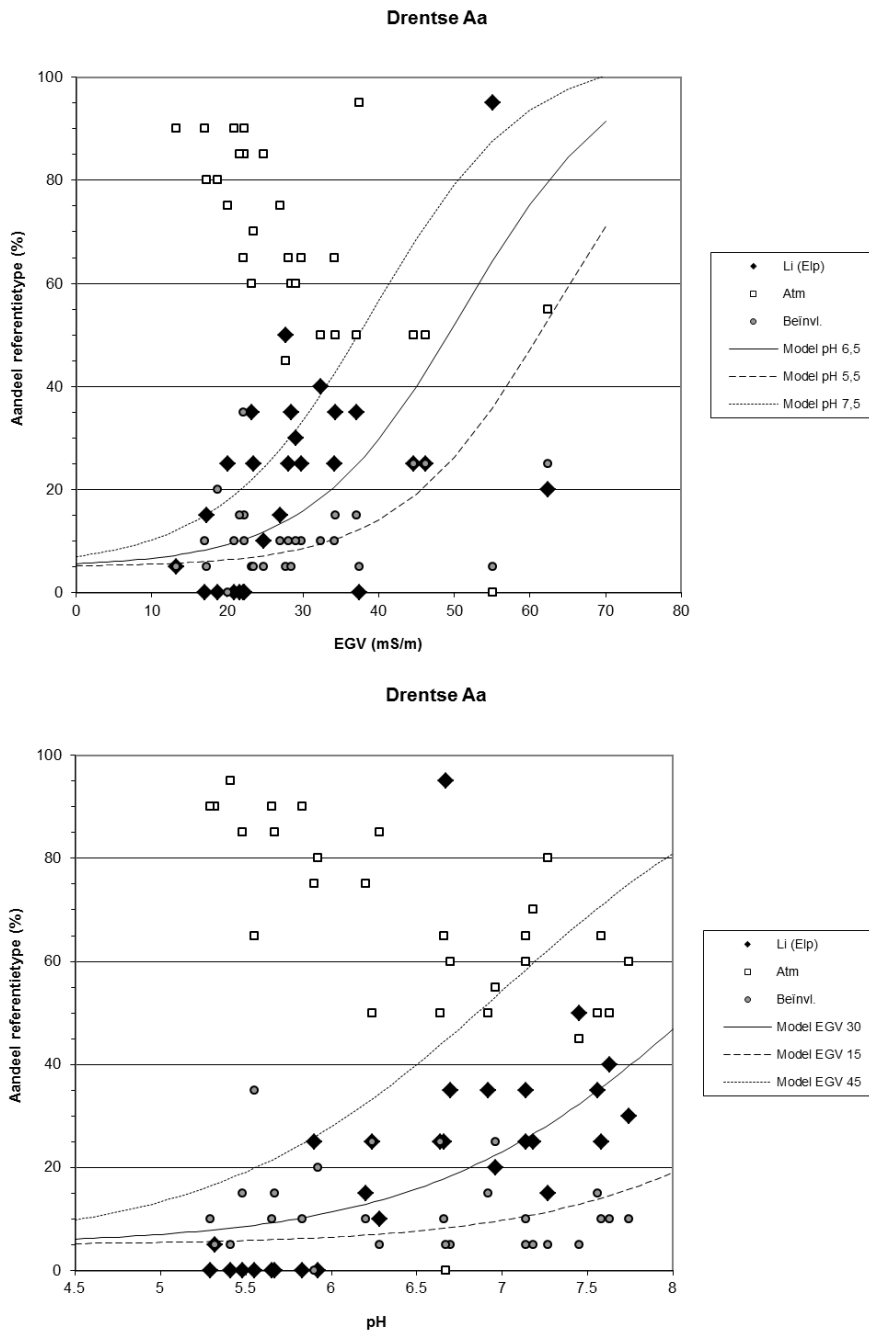 Drentse Aa
100
80
60
40
20
0
0 10 20 30 40 50 60 70 80
Aandeel referentietype (%)
EGV (mS/m)
Li (Elp)
Atm
Beïnvl.
Model pH 6,5
Model pH 5,5
Model pH 7,5
Drentse Aa
100
80
60
40
20
0
4.5 5 5.5 6 6.5 7 7.5 8
Aandeel referentietype (%)
pH
Li (Elp)
Atm
Beïnvl.
Model EGV 30
Model EGV 15
Model EGV 45